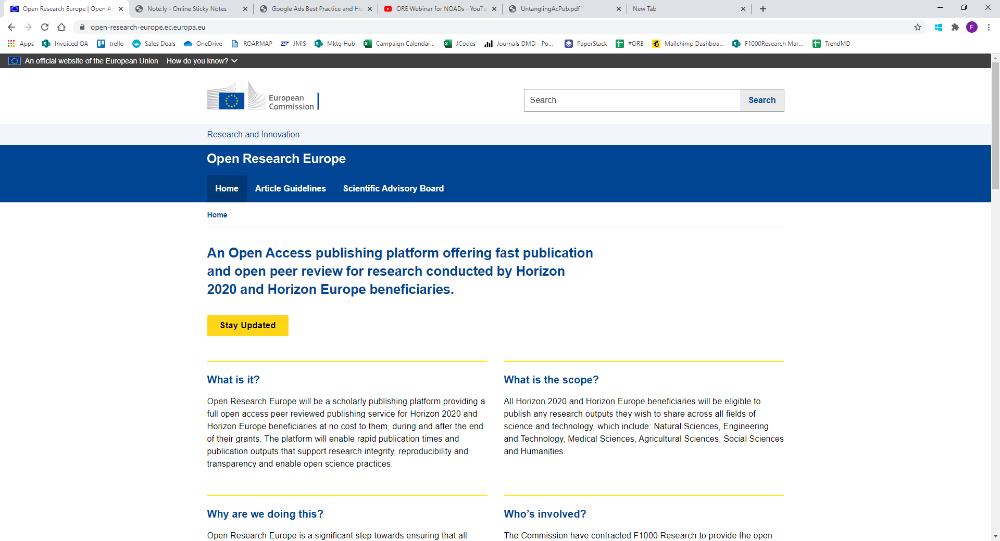 Open Research Europe | Open Ac
Note.ly - Online Sticky Notes
Google Ads Best Practice and Ho
ORE Webinar for NOADs - YouTu
UntanglingAcPub.pdf
New Tab
open-research-europe.ec.europa.eu
F
Apps
Invoiced OA
trello
Sales Deals
OneDrive
ROARMAP
JMIS
Mktg Hub
Campaign Calendar...
JCodes
Journals DMD - Po...
PaperStack
#ORE
Mailchimp Dashboa...
F1000Research Mar...
TrendMD
An official website of the European Union How do you know?
European
Commission
Search
Search
Research and Innovation
Open Research Europe
Home Article Guidelines Scientific Advisory Board
Home
An Open Access publishing platform offering fast publication
and open peer review for research conducted by Horizon
2020 and Horizon Europe beneficiaries.
Stay Updated
What is it?
Open Research Europe will be a scholarly publishing platform providing a
full open access peer reviewed publishing service for Horizon 2020 and
Horizon Europe beneficiaries at no cost to them, during and after the end
of their grants. The platform will enable rapid publication times and
publication outputs that support research integrity, reproducibility and
transparency and enable open science practices.
What is the scope?
All Horizon 2020 and Horizon Europe beneficiaries will be eligible to
publish any research outputs they wish to share across all fields of
science and technology, which include: Natural Sciences, Engineering
and Technology, Medical Sciences, Agricultural Sciences, Social Sciences
and Humanities.
Why are we doing this?
Open Research Europe is a significant step towards ensuring that all
Who's involved?
The Commission have contracted F1000 Research to provide the open